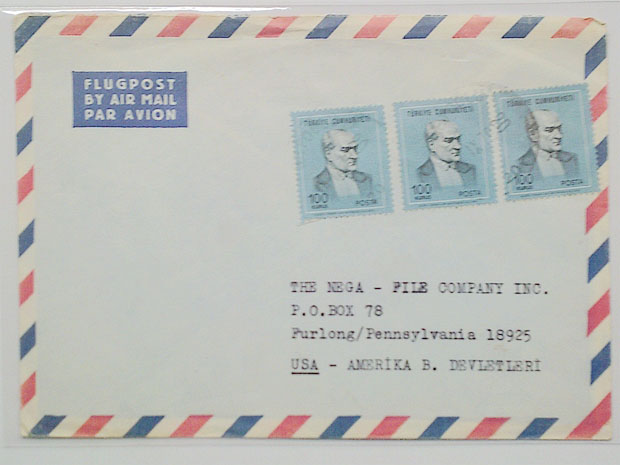 FLUGPOST
BY AIR MAIL
PAR AVION
TÜRKİYE CUMHURİYETİ
100
KURUŞ
POSTA
TÜRKİYE CUMHURİYETİ
100
KURUŞ
POSTA
TÜRKİYE CUMHURİYETİ
100
KURUŞ
POSTA
THE NEGA - FILE COMPANY INC.
P.O.BOX 78
Furlong/Pennsylvania 18925
USA - AMERİKA B. DEVLETLERİ